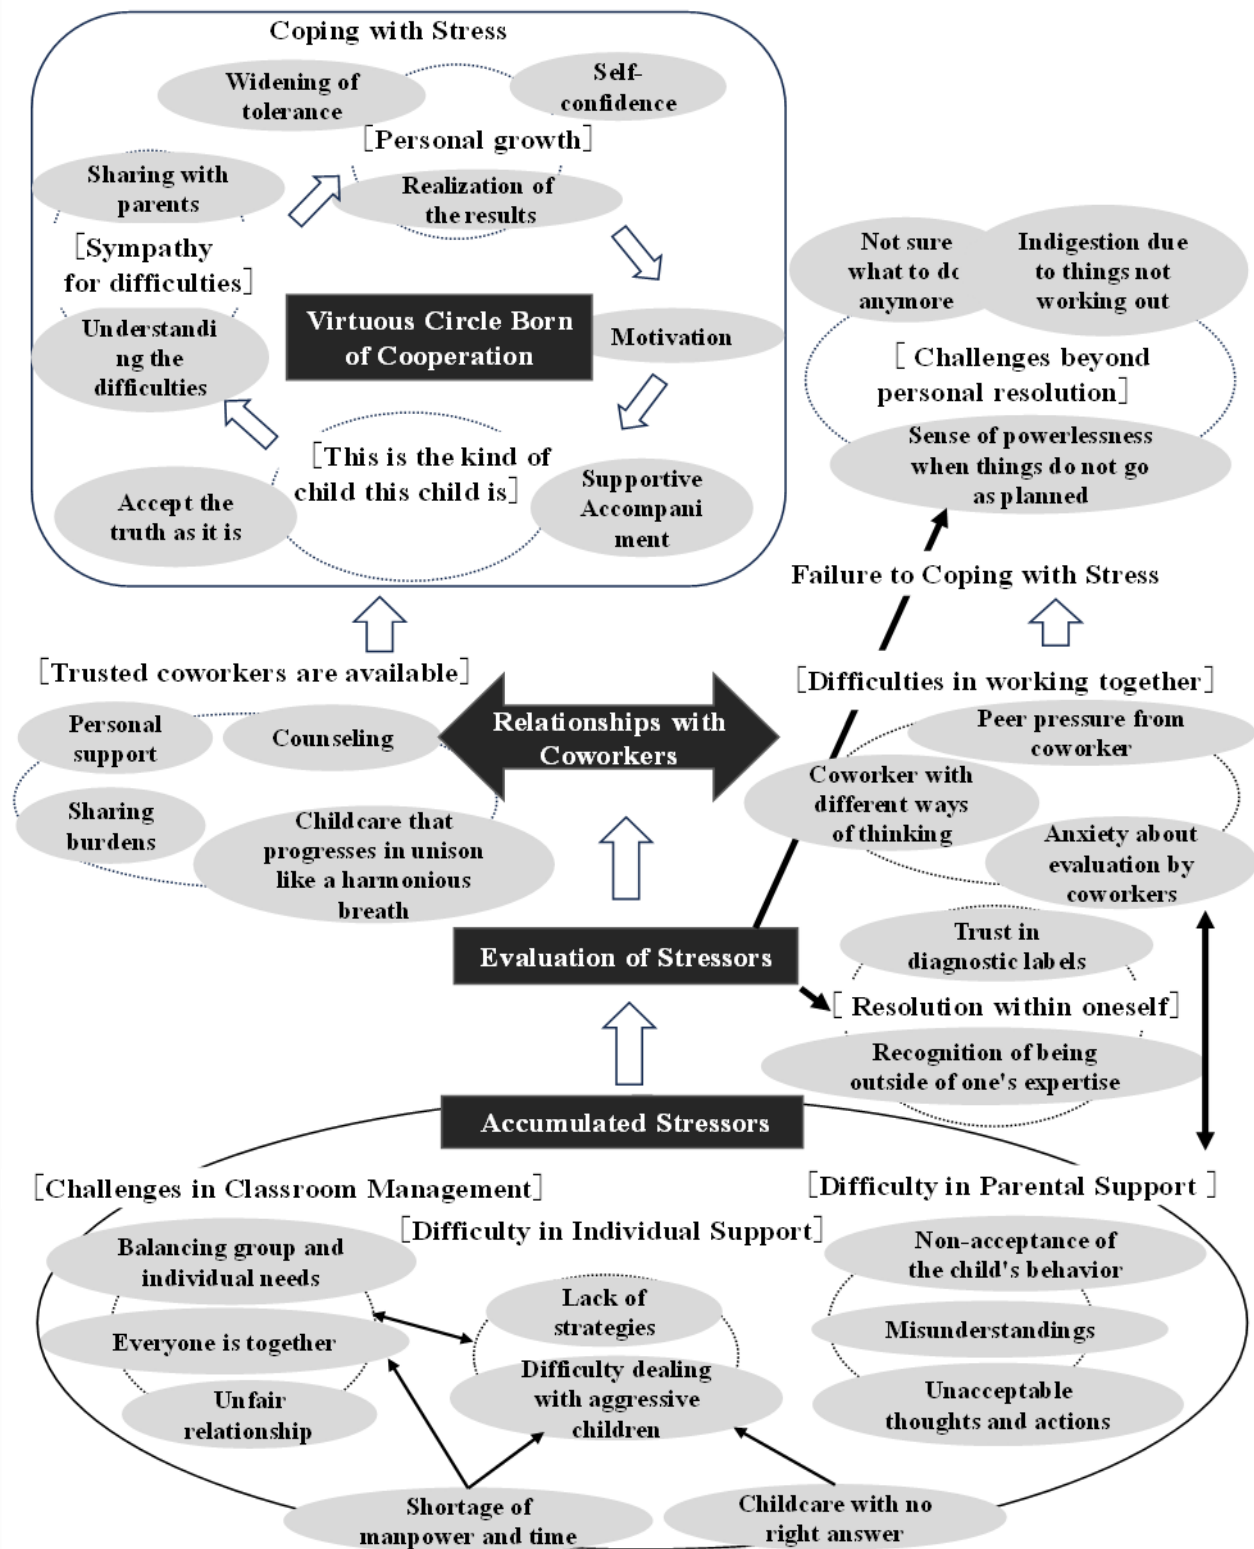 Coping with Stress
Widening of
tolerance
Self-
confidence
[Personal growth]
Realization of
the results
Sharing with
parents
[Sympathy
for difficulties]
Understandi
ng the
difficulties
Virtuous Circle Born
of Cooperation
Motivation
[This is the kind of
child this child is]
Accept the
truth as it is
Supportive
Accompani
ment
Not sure
what to do
anymore
Indigestion due
to things not
working out
[ Challenges beyond
personal resolution]
Sense of powerlessness
when things do not go
as planned
Failure to Coping with Stress
[Trusted coworkers are available]
Personal
support
Counseling
Sharing
burdens
Childcare that
progresses in unison
like a harmonious
breath
Relationships with
Coworkers
[Difficulties in working together]
Peer pressure from
coworker
Coworker with
different ways
of thinking
Anxiety about
evaluation by
coworkers
Evaluation of Stressors
Trust in
diagnostic labels
[ Resolution within oneself]
Recognition of being
outside of one's expertise
Accumulated Stressors
[Challenges in Classroom Management]
Balancing group and
individual needs
Everyone is together
Unfair
relationship
[Difficulty in Individual Support]
Lack of
strategies
Difficulty dealing
with aggressive
children
[Difficulty in Parental Support ]
Non-acceptance of
the child's behavior
Misunderstandings
Unacceptable
thoughts and actions
Shortage of
manpower and time
Childcare with no
right answer